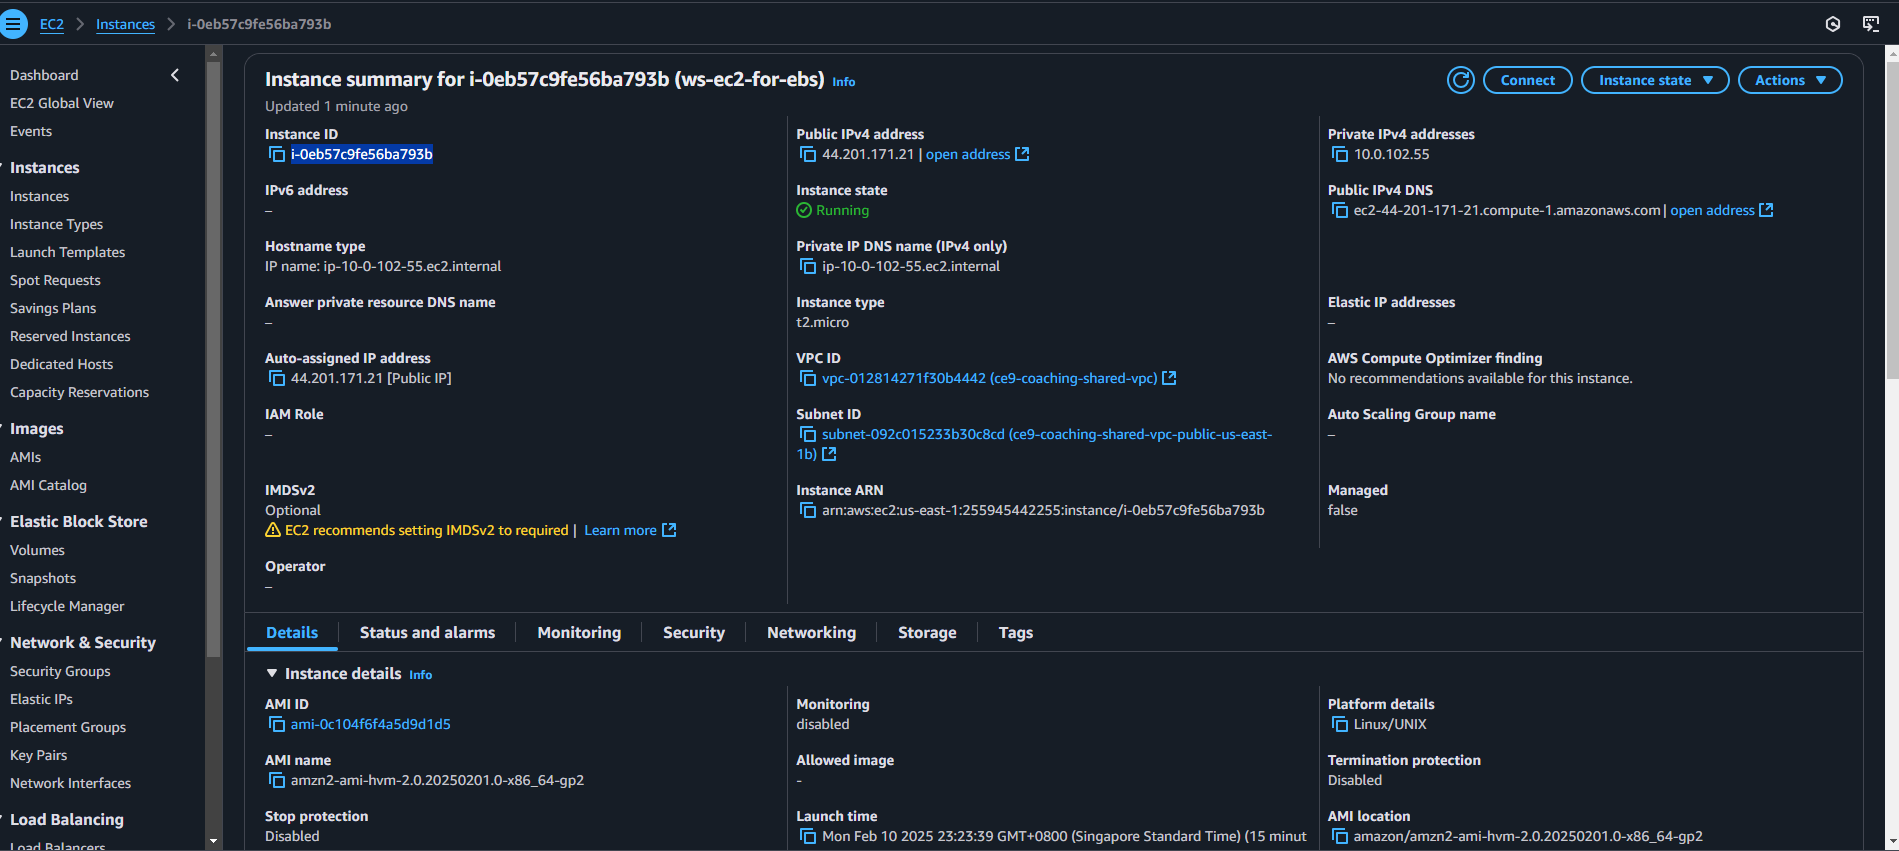 EC2 > Instances > i-0eb57c9fe56ba793b
Dashboard
EC2 Global View
Events
Instances
Instances
Instance Types
Launch Templates
Spot Requests
Savings Plans
Reserved Instances
Dedicated Hosts
Capacity Reservations
Images
AMIs
AMI Catalog
Elastic Block Store
Volumes
Snapshots
Lifecycle Manager
Network & Security
Security Groups
Elastic IPs
Placement Groups
Key Pairs
Network Interfaces
Load Balancing
Load Balancers
Instance summary for i-0eb57c9fe56ba793b (ws-ec2-for-ebs) Info
Updated 1 minute ago
Connect
Instance state
Actions
Instance ID
i-0eb57c9fe56ba793b
Public IPv4 address
44.201.171.21 | open address
Private IPv4 addresses
10.0.102.55
IPv6 address
–
Instance state
Running
Public IPv4 DNS
ec2-44-201-171-21.compute-1.amazonaws.com | open address
Hostname type
IP name: ip-10-0-102-55.ec2.internal
Private IP DNS name (IPv4 only)
ip-10-0-102-55.ec2.internal
Answer private resource DNS name
–
Instance type
t2.micro
Elastic IP addresses
–
Auto-assigned IP address
44.201.171.21 [Public IP]
VPC ID
vpc-012814271f30b4442 (ce9-coaching-shared-vpc)
AWS Compute Optimizer finding
No recommendations available for this instance.
IAM Role
–
Subnet ID
subnet-092c015233b30c8cd (ce9-coaching-shared-vpc-public-us-east-
1b)
Auto Scaling Group name
–
IMDSv2
Optional
EC2 recommends setting IMDSv2 to required | Learn more
Instance ARN
arn:aws:ec2:us-east-1:255945442255:instance/i-0eb57c9fe56ba793b
Managed
false
Operator
–
Details
Status and alarms
Monitoring
Security
Networking
Storage
Tags
Instance details Info
AMI ID
ami-0c104f6f4a5d9d1d5
Monitoring
disabled
Platform details
Linux/UNIX
AMI name
amzn2-ami-hvm-2.0.20250201.0-x86_64-gp2
Allowed image
-
Termination protection
Disabled
Stop protection
Disabled
Launch time
Mon Feb 10 2025 23:23:39 GMT+0800 (Singapore Standard Time) (15 minut
AMI location
amazon/amzn2-ami-hvm-2.0.20250201.0-x86_64-gp2